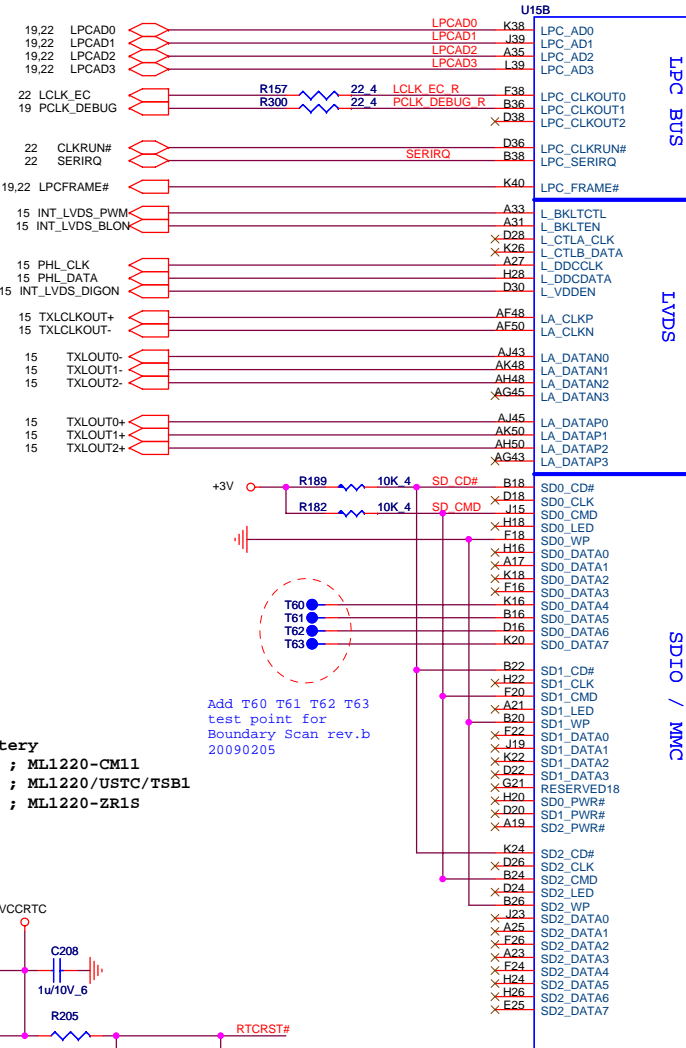 U15B
19,22 LPCAD0 LPCAD0 K38 LPC_AD0
19,22 LPCAD1 LPCAD1 J39 LPC_AD1
19,22 LPCAD2 LPCAD2 A35 LPC_AD2
19,22 LPCAD3 LPCAD3 L39 LPC_AD3
LPC BUS
22 LCLK_EC R157 22_4 LCLK_EC_R F38 LPC_CLKOUT0
19 PCLK_DEBUG R300 22_4 PCLK_DEBUG_R B36 LPC_CLKOUT1
D38 LPC_CLKOUT2
22 CLKRUN# D36 LPC_CLKRUN#
22 SERIRQ SERIRQ B38 LPC_SERIRQ
19,22 LPCFRAME# K40 LPC_FRAME#
15 INT_LVDS_PWM A33 L_BKLTCTL
15 INT_LVDS_BLON A31 L_BKLTEN
D28 L_CTLA_CLK
K26 L_CTLB_DATA
15 PHL_CLK A27 L_DDCCLK
15 PHL_DATA H28 L_DDCDATA
15 INT_LVDS_DIGON D30 L_VDDEN
LVDS
15 TXLCLKOUT+ AF48 LA_CLKP
15 TXLCLKOUT- AF50 LA_CLKN
15 TXLOUT0- AJ43 LA_DATAN0
15 TXLOUT1- AK48 LA_DATAN1
15 TXLOUT2- AH48 LA_DATAN2
AG45 LA_DATAN3
15 TXLOUT0+ AJ45 LA_DATAP0
15 TXLOUT1+ AK50 LA_DATAP1
15 TXLOUT2+ AH50 LA_DATAP2
AG43 LA_DATAP3
+3V R189 10K_4 SD_CD# B18 SD0_CD#
D18 SD0_CLK
R182 10K_4 SD_CMD J15 SD0_CMD
H18 SD0_LED
F18 SD0_WP
H16 SD0_DATA0
A17 SD0_DATA1
K18 SD0_DATA2
F16 SD0_DATA3
T60 K16 SD0_DATA4
T61 B16 SD0_DATA5
T62 D16 SD0_DATA6
T63 K20 SD0_DATA7
SDIO / MMC
B22 SD1_CD#
H22 SD1_CLK
F20 SD1_CMD
A21 SD1_LED
B20 SD1_WP
F22 SD1_DATA0
J19 SD1_DATA1
K22 SD1_DATA2
D22 SD1_DATA3
G21 RESERVED18
H20 SD0_PWR#
D20 SD1_PWR#
A19 SD2_PWR#
Add T60 T61 T62 T63
test point for
Boundary Scan rev.b
20090205
tery
; ML1220-CM11
; ML1220/USTC/TSB1
; ML1220-ZR1S
K24 SD2_CD#
D26 SD2_CLK
B24 SD2_CMD
D24 SD2_LED
B26 SD2_WP
J23 SD2_DATA0
A25 SD2_DATA1
F26 SD2_DATA2
A23 SD2_DATA3
F24 SD2_DATA4
H24 SD2_DATA5
H26 SD2_DATA6
E25 SD2_DATA7
VCCRTC
C208
1u/10V_6
R205
RTCRST#